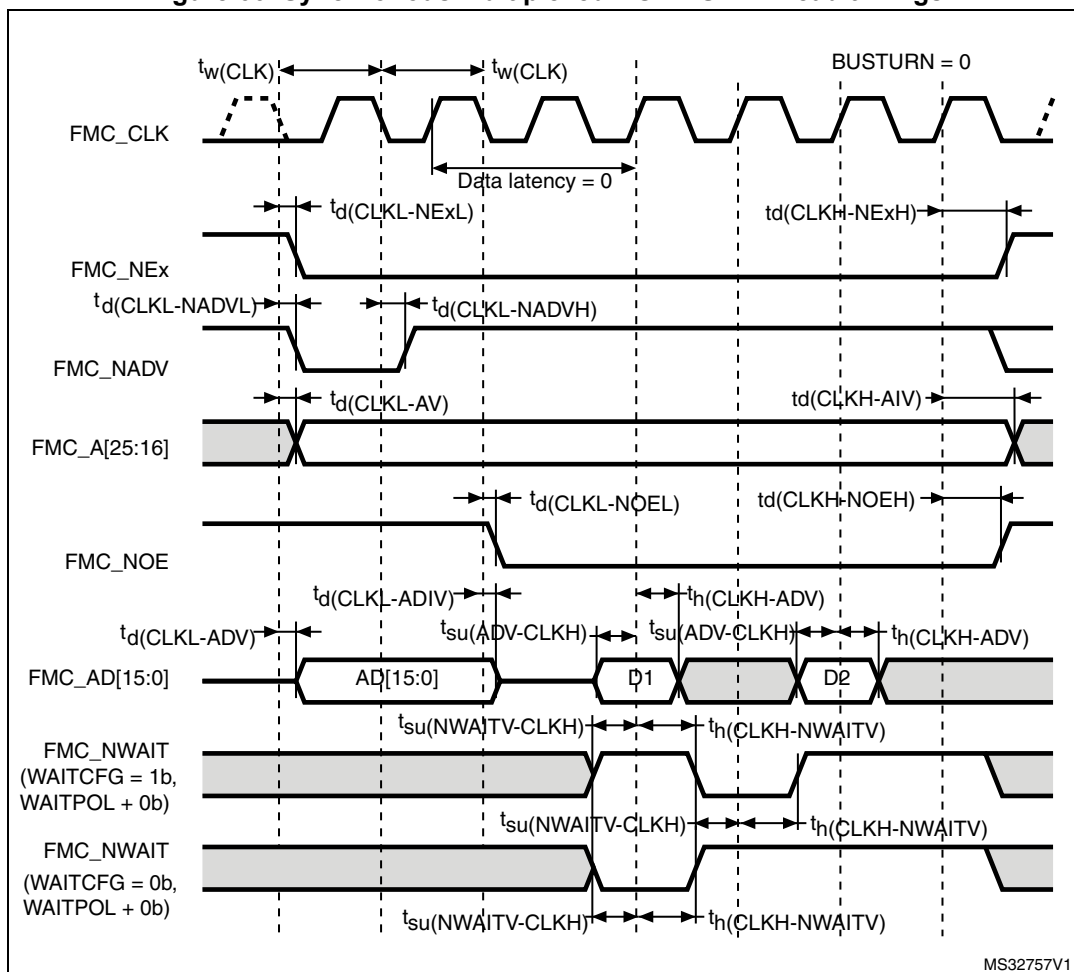 tw(CLK)
tw(CLK)
BUSTURN = 0
FMC_CLK
Data latency = 0
td(CLKL-NExL)
td(CLKH-NExH)
FMC_NEx
td(CLKL-NADVL)
td(CLKL-NADVH)
FMC_NADV
td(CLKL-AV)
td(CLKH-AIV)
FMC_A[25:16]
td(CLKL-NOEL)
td(CLKH-NOEH)
FMC_NOE
td(CLKL-ADIV)
th(CLKH-ADV)
td(CLKL-ADV)
tsu(ADV-CLKH)
tsu(ADV-CLKH)
th(CLKH-ADV)
FMC_AD[15:0]
AD[15:0]
D1
D2
tsu(NWAITV-CLKH)
th(CLKH-NWAITV)
FMC_NWAIT
(WAITCFG = 1b,
WAITPOL + 0b)
tsu(NWAITV-CLKH)
th(CLKH-NWAITV)
FMC_NWAIT
(WAITCFG = 0b,
WAITPOL + 0b)
tsu(NWAITV-CLKH)
th(CLKH-NWAITV)
MS32757V1